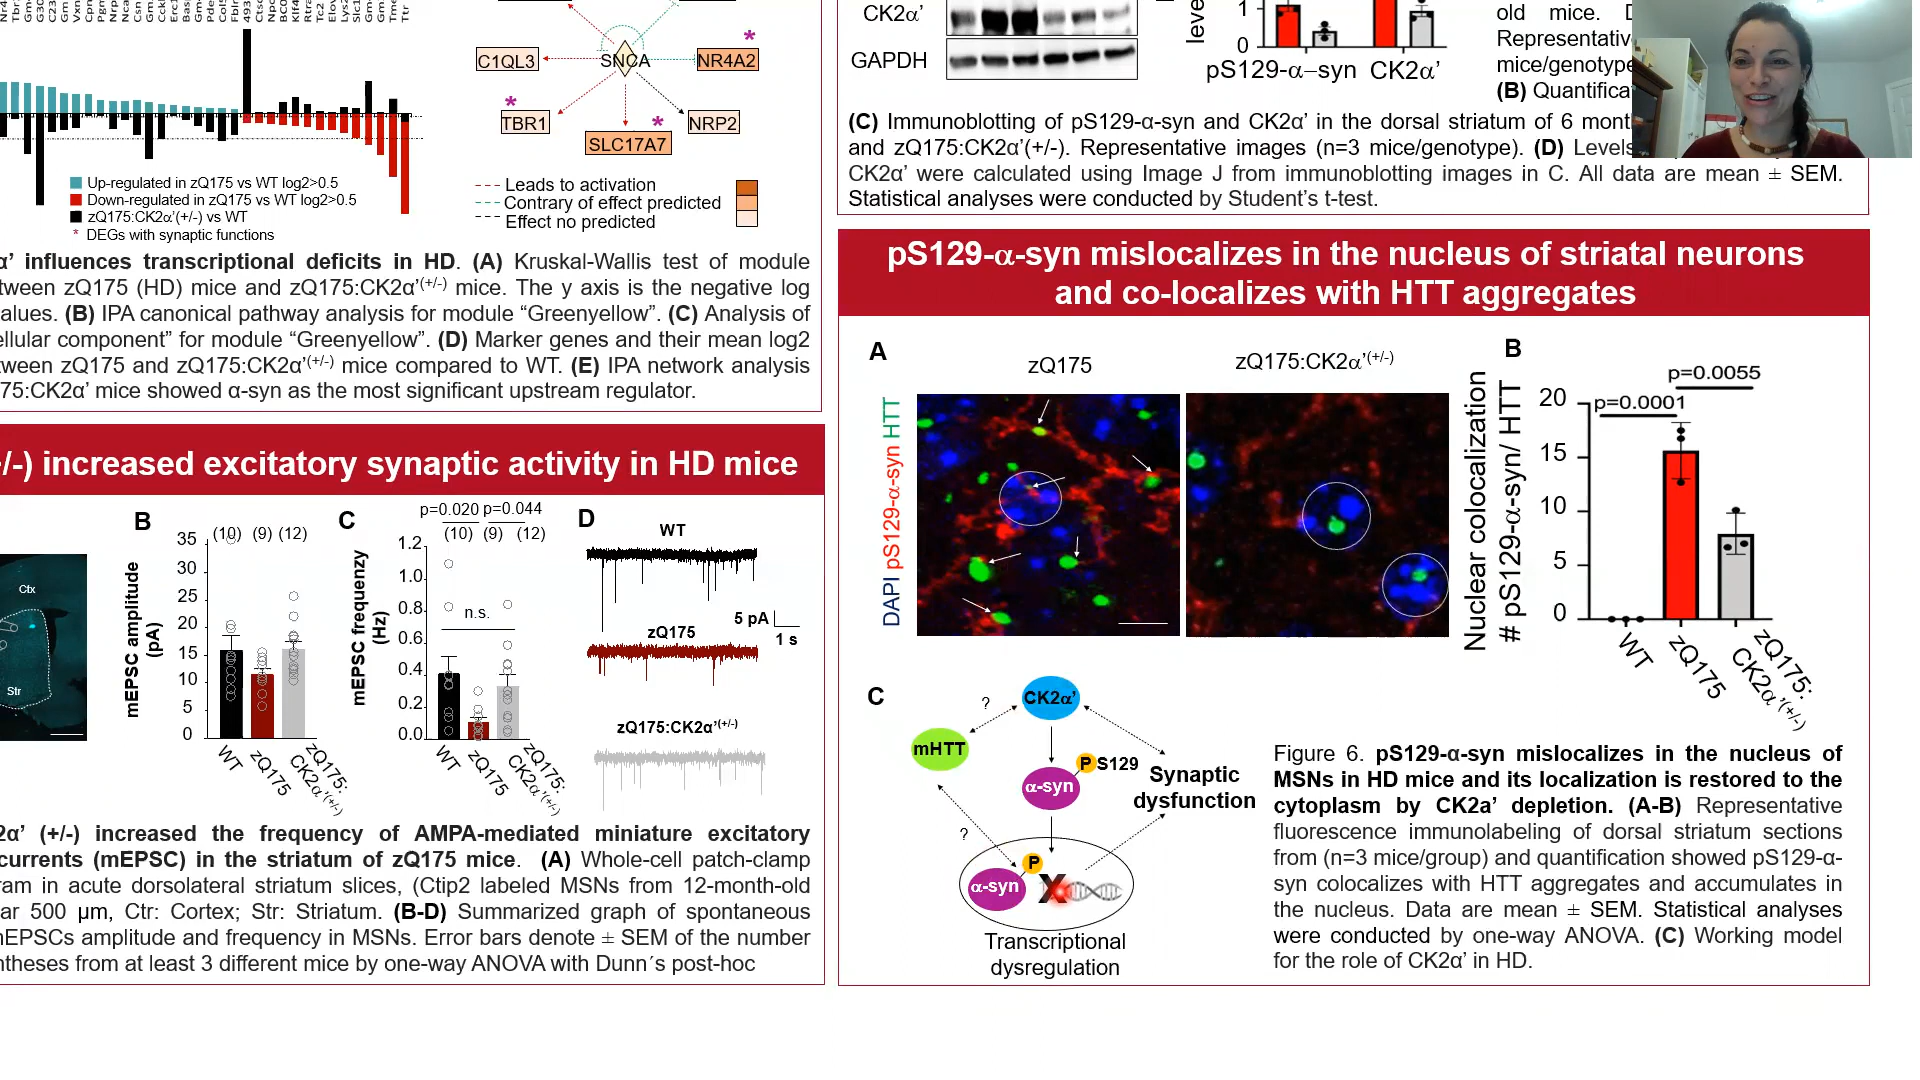 C1QL3
SNCA
NR4A2
*
*
TBR1
*
SLC17A7
NRP2
Up-regulated in zQ175 vs WT log2>0.5
Down-regulated in zQ175 vs WT log2>0.5
zQ175:CK2α’(+/-) vs WT
* DEGs with synaptic functions
Leads to activation
Contrary of effect predicted
Effect no predicted
α’ influences transcriptional deficits in HD. (A) Kruskal-Wallis test of module
tween zQ175 (HD) mice and zQ175:CK2α’(+/-) mice. The y axis is the negative log
alues. (B) IPA canonical pathway analysis for module “Greenyellow”. (C) Analysis of
ellular component” for module “Greenyellow”. (D) Marker genes and their mean log2
tween zQ175 and zQ175:CK2α’(+/-) mice compared to WT. (E) IPA network analysis
75:CK2α’ mice showed α-syn as the most significant upstream regulator.
+/-) increased excitatory synaptic activity in HD mice
Ctx
Str
B
(10) (9) (12)
mEPSC amplitude
(pA)
35
30
25
20
15
10
5
0
WT
zQ175
zQ175:
CK2α’(+/-)
C
p=0.020 p=0.044
(10) (9) (12)
n.s.
mEPSC frequenzy
(Hz)
1.2
1.0
0.8
0.6
0.4
0.2
0.0
WT
zQ175
zQ175:
CK2α’(+/-)
D
WT
5 pA
1 s
zQ175
zQ175:CK2α’(+/-)
2α’ (+/-) increased the frequency of AMPA-mediated miniature excitatory
currents (mEPSC) in the striatum of zQ175 mice. (A) Whole-cell patch-clamp
ram in acute dorsolateral striatum slices, (Ctip2 labeled MSNs from 12-month-old
ar 500 μm, Ctr: Cortex; Str: Striatum. (B-D) Summarized graph of spontaneous
mEPSCs amplitude and frequency in MSNs. Error bars denote ± SEM of the number
ntheses from at least 3 different mice by one-way ANOVA with Dunn´s post-hoc
CK2α’
GAPDH
leve
1
0
pS129-α–syn CK2α’
old mice.
Representativ
mice/genotype
(B) Quantifica
(C) Immunoblotting of pS129-α-syn and CK2α’ in the dorsal striatum of 6 mont
and zQ175:CK2α’(+/-). Representative images (n=3 mice/genotype). (D) Levels
CK2α’ were calculated using Image J from immunoblotting images in C. All data are mean ± SEM.
Statistical analyses were conducted by Student’s t-test.
pS129-α-syn mislocalizes in the nucleus of striatal neurons
and co-localizes with HTT aggregates
A
zQ175
zQ175:CK2α’(+/-)
DAPI pS129-α-syn HTT
B
Nuclear colocalization
# pS129-α-syn/ HTT
p=0.0055
p=0.0001
20
15
10
5
0
WT
zQ175
zQ175:
CK2α’(+/-)
C
CK2α’
?
mHTT
P S129
α-syn
Synaptic
dysfunction
?
P
α-syn
X
Transcriptional
dysregulation
Figure 6. pS129-α-syn mislocalizes in the nucleus of
MSNs in HD mice and its localization is restored to the
cytoplasm by CK2a’ depletion. (A-B) Representative
fluorescence immunolabeling of dorsal striatum sections
from (n=3 mice/group) and quantification showed pS129-α-
syn colocalizes with HTT aggregates and accumulates in
the nucleus. Data are mean ± SEM. Statistical analyses
were conducted by one-way ANOVA. (C) Working model
for the role of CK2α’ in HD.